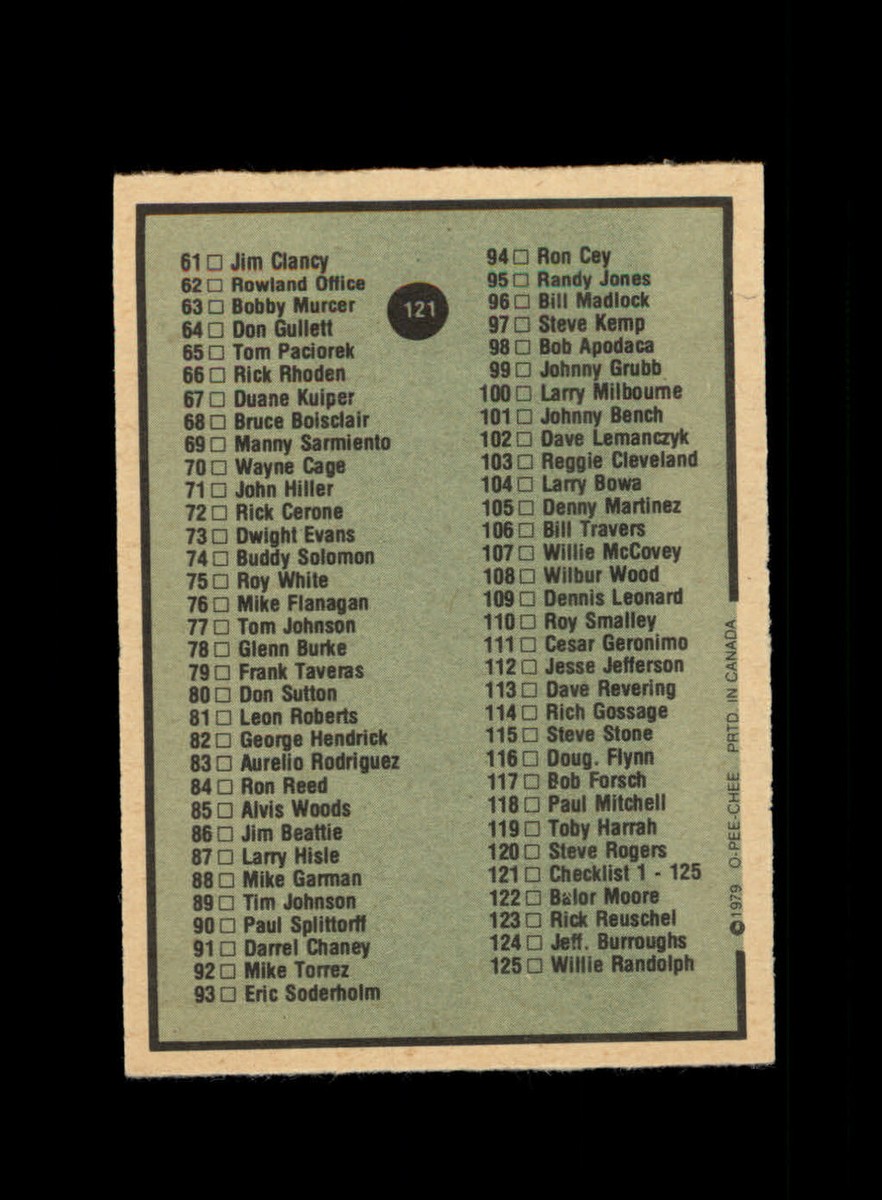 61 □ Jim Clancy
62 □ Rowland Office
63 □ Bobby Murcer
64 □ Don Gullett
65 □ Tom Paciorek
66 □ Rick Rhoden
67 □ Duane Kuiper
68 □ Bruce Boisclair
69 □ Manny Sarmiento
70 □ Wayne Cage
71 □ John Hiller
72 □ Rick Cerone
73 □ Dwight Evans
74 □ Buddy Solomon
75 □ Roy White
76 □ Mike Flanagan
77 □ Tom Johnson
78 □ Glenn Burke
79 □ Frank Taveras
80 □ Don Sutton
81 □ Leon Roberts
82 □ George Hendrick
83 □ Aurelio Rodriguez
84 □ Ron Reed
85 □ Alvis Woods
86 □ Jim Beattie
87 □ Larry Hisle
88 □ Mike Garman
89 □ Tim Johnson
90 □ Paul Splittorff
91 □ Darrel Chaney
92 □ Mike Torrez
93 □ Eric Soderholm
121
94 □ Ron Cey
95 □ Randy Jones
96 □ Bill Madlock
97 □ Steve Kemp
98 □ Bob Apodaca
99 □ Johnny Grubb
100 □ Larry Milbourne
101 □ Johnny Bench
102 □ Dave Lemanczyk
103 □ Reggie Cleveland
104 □ Larry Bowa
105 □ Denny Martinez
106 □ Bill Travers
107 □ Willie McCovey
108 □ Wilbur Wood
109 □ Dennis Leonard
110 □ Roy Smalley
111 □ Cesar Geronimo
112 □ Jesse Jefferson
113 □ Dave Revering
114 □ Rich Gossage
115 □ Steve Stone
116 □ Doug. Flynn
117 □ Bob Forsch
118 □ Paul Mitchell
119 □ Toby Harrah
120 □ Steve Rogers
121 □ Checklist 1 - 125
122 □ Balor Moore
123 □ Rick Reuschel
124 □ Jeff. Burroughs
125 □ Willie Randolph
©1979 O-PEE-CHEE PRTD. IN CANADA